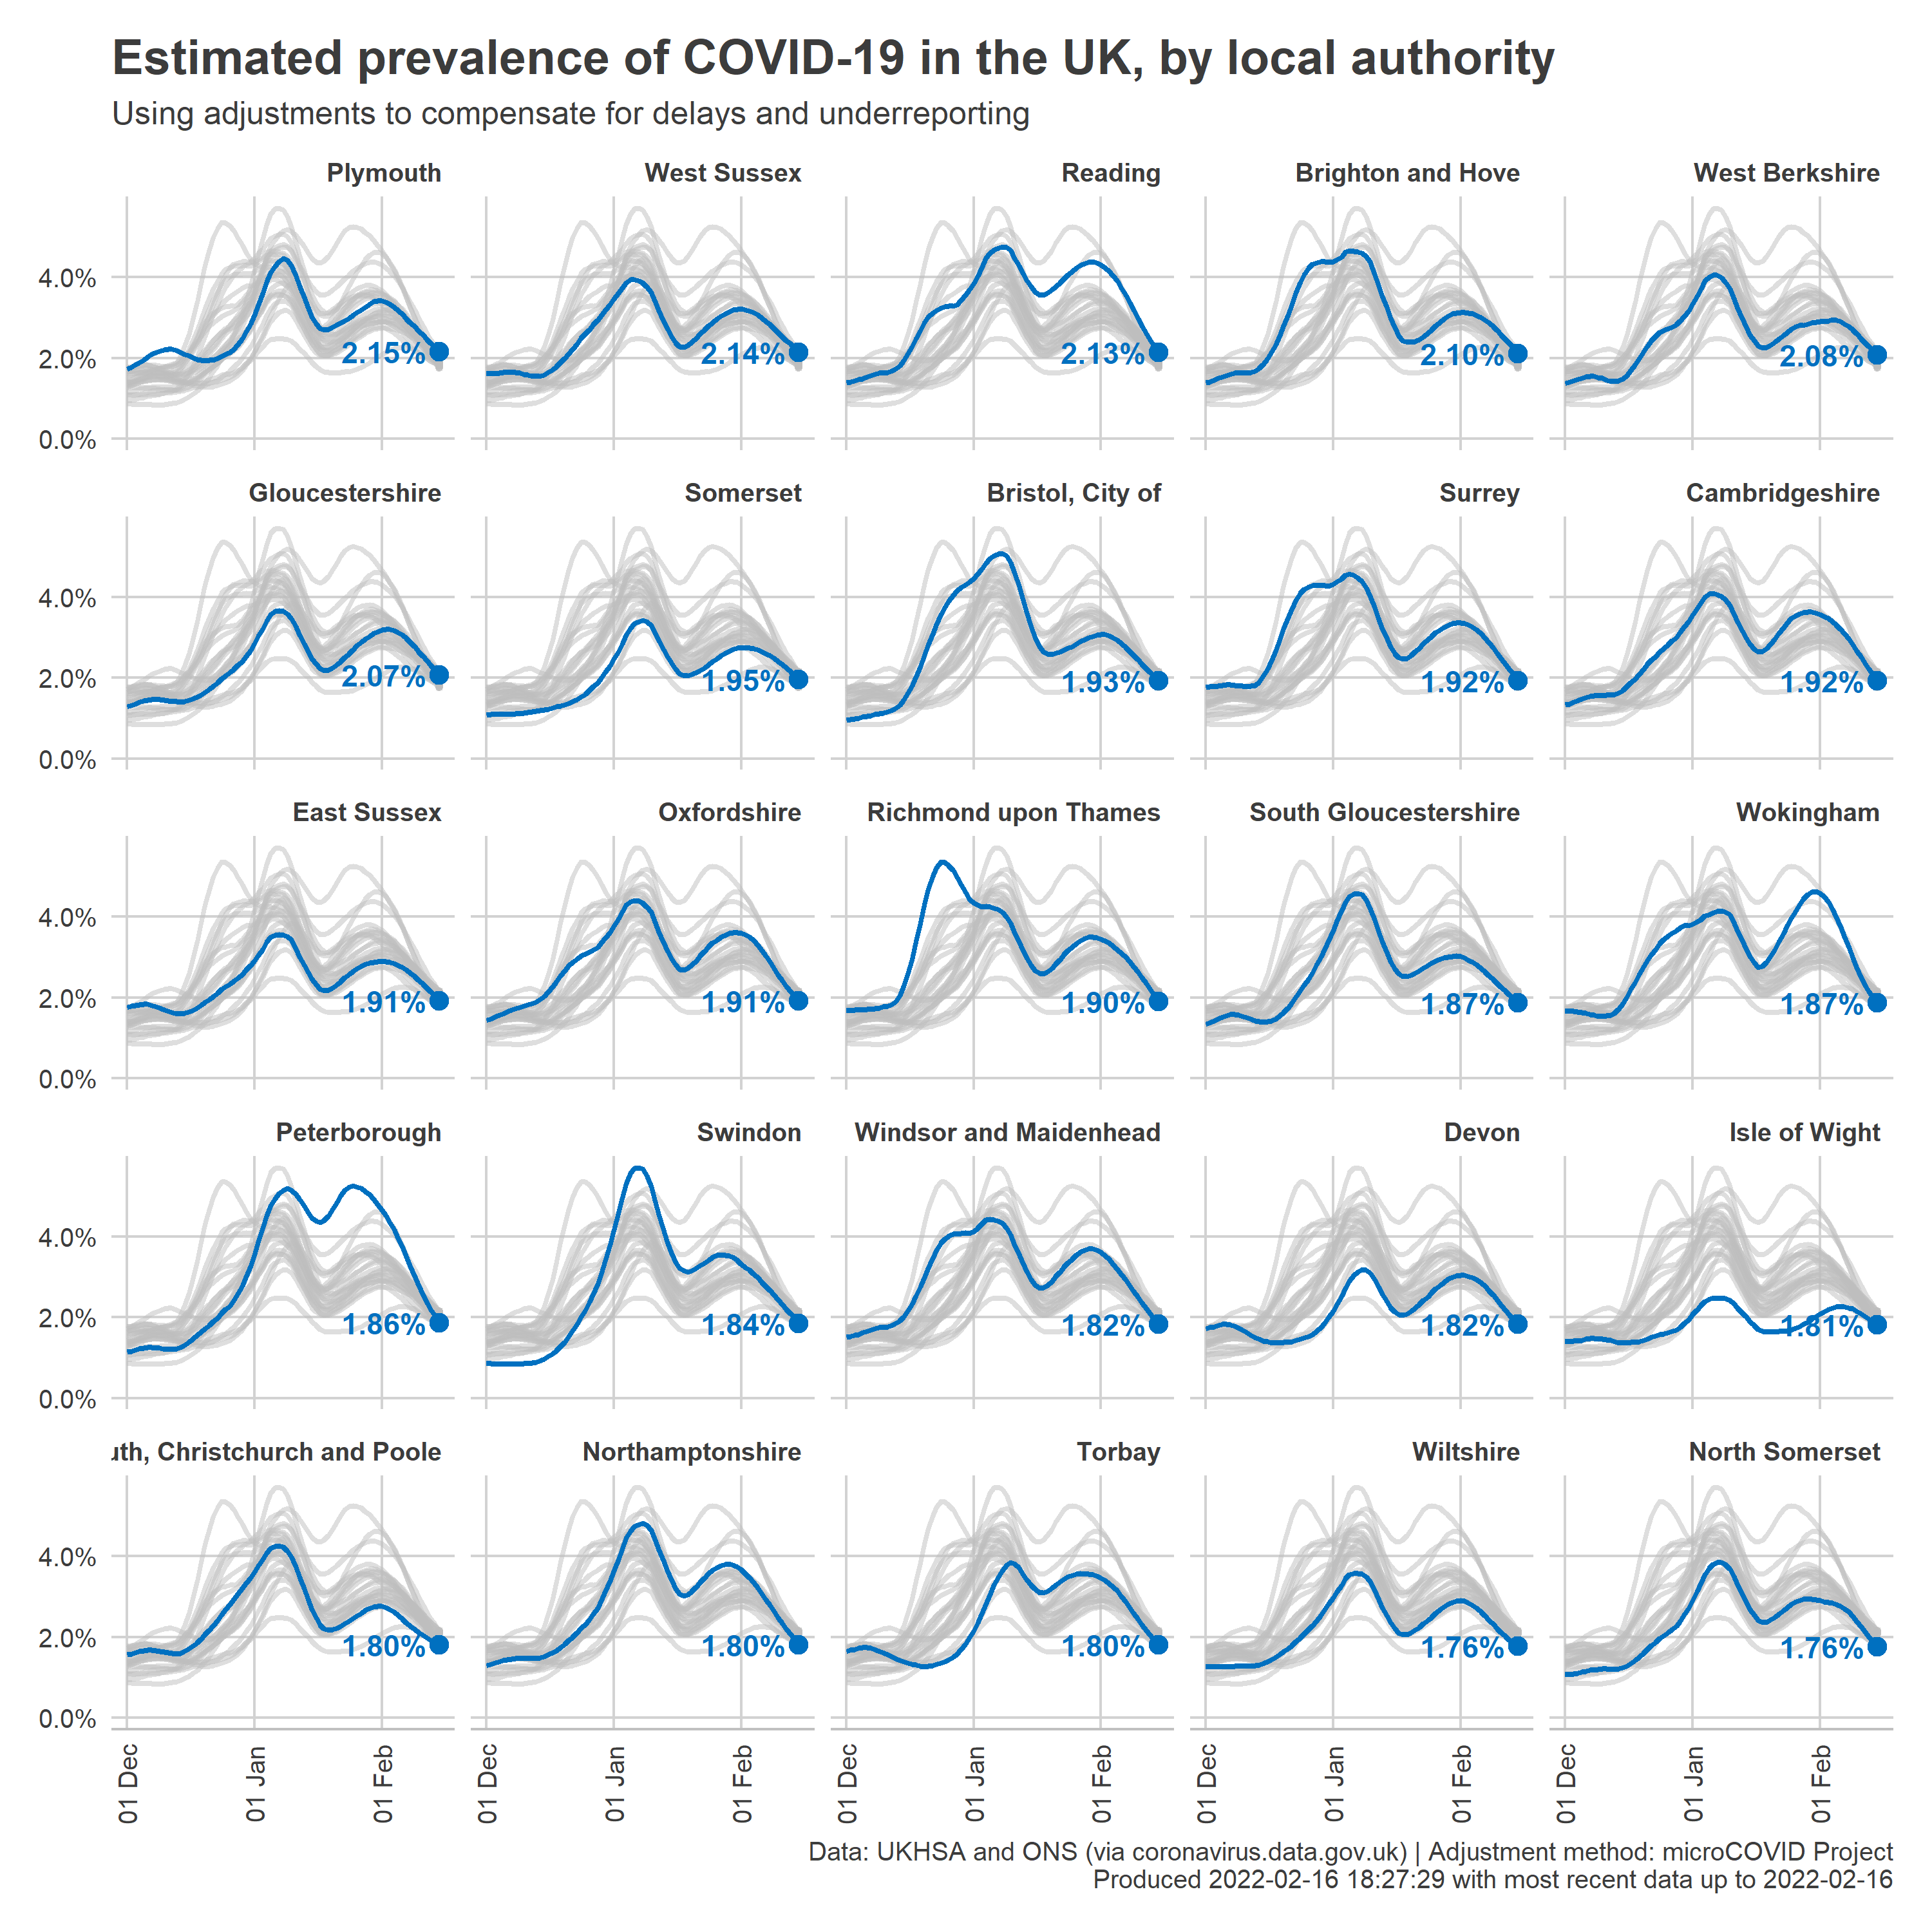 Estimated prevalence of COVID-19 in the UK, by local authority
Using adjustments to compensate for delays and underreporting
Plymouth West Sussex Reading Brighton and Hove West Berkshire
4.0%
2.0%
0.0%
2.15% 2.14% 2.13% 2.10% 2.08%
Gloucestershire Somerset Bristol, City of Surrey Cambridgeshire
4.0%
2.0%
0.0%
2.07% 1.95% 1.93% 1.92% 1.92%
East Sussex Oxfordshire Richmond upon Thames South Gloucestershire Wokingham
4.0%
2.0%
0.0%
1.91% 1.91% 1.90% 1.87% 1.87%
Peterborough Swindon Windsor and Maidenhead Devon Isle of Wight
4.0%
2.0%
0.0%
1.86% 1.84% 1.82% 1.82% 1.81%
uth, Christchurch and Poole Northamptonshire Torbay Wiltshire North Somerset
4.0%
2.0%
0.0%
1.80% 1.80% 1.80% 1.76% 1.76%
01 Dec 01 Jan 01 Feb 01 Dec 01 Jan 01 Feb 01 Dec 01 Jan 01 Feb 01 Dec 01 Jan 01 Feb 01 Dec 01 Jan 01 Feb
Data: UKHSA and ONS (via coronavirus.data.gov.uk) | Adjustment method: microCOVID Project
Produced 2022-02-16 18:27:29 with most recent data up to 2022-02-16